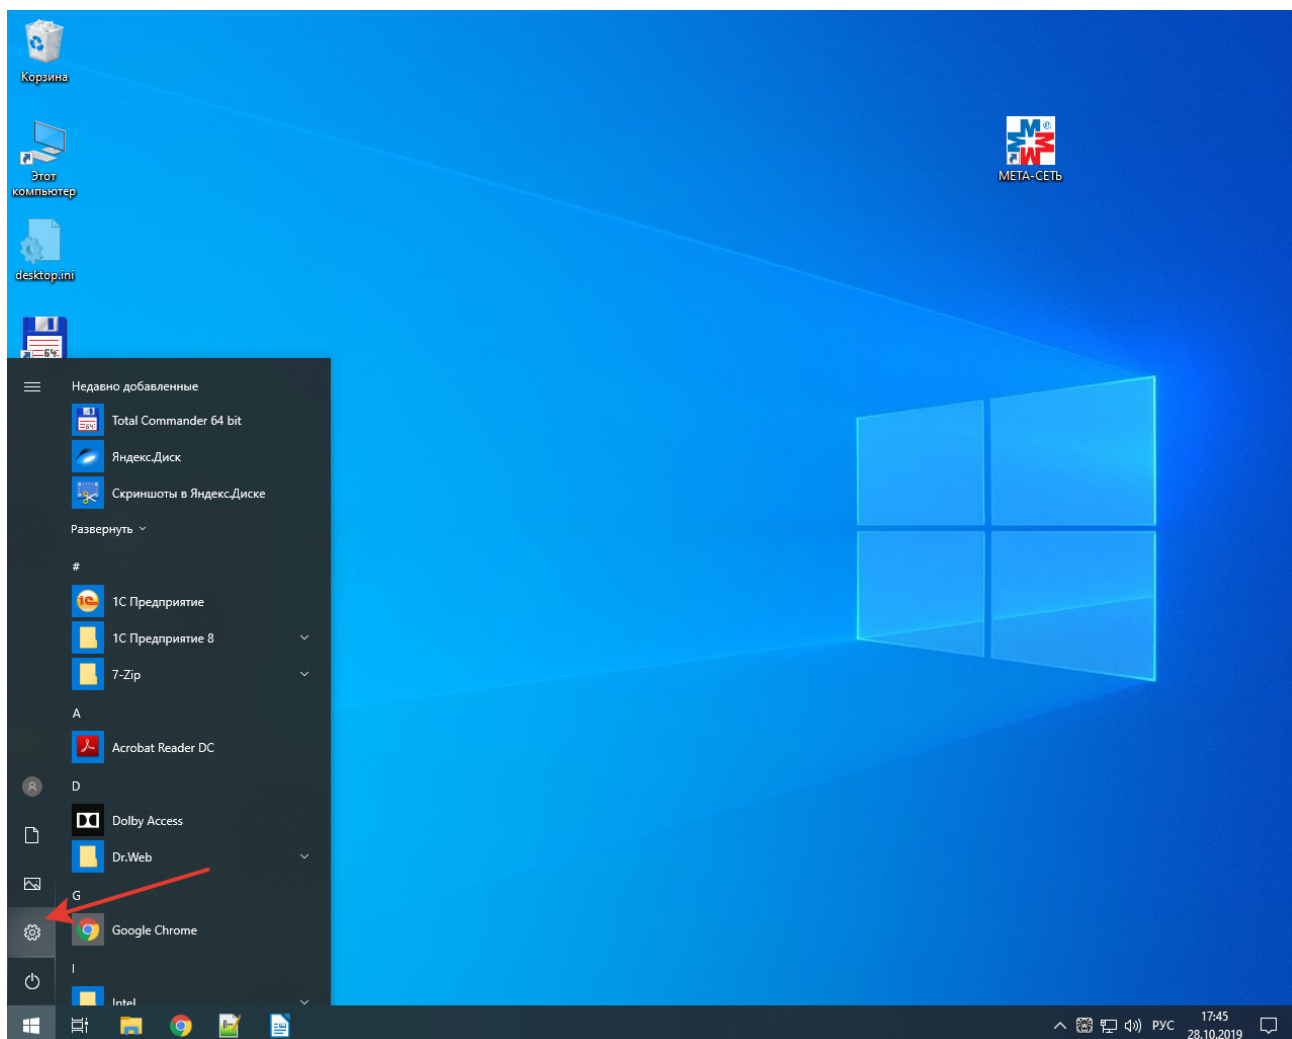 Корзина
Этот
компьютер
desktop.ini
64
МЕТА-СЕТЬ
Недавно добавленные
Total Commander 64 bit
Яндекс.Диск
Скриншоты в Яндекс.Диске
Развернуть
#
1С Предприятие
1С Предприятие 8
7-Zip
A
Acrobat Reader DC
D
Dolby Access
Dr.Web
G
Google Chrome
I
Intel
РУС
17:45
28.10.2019